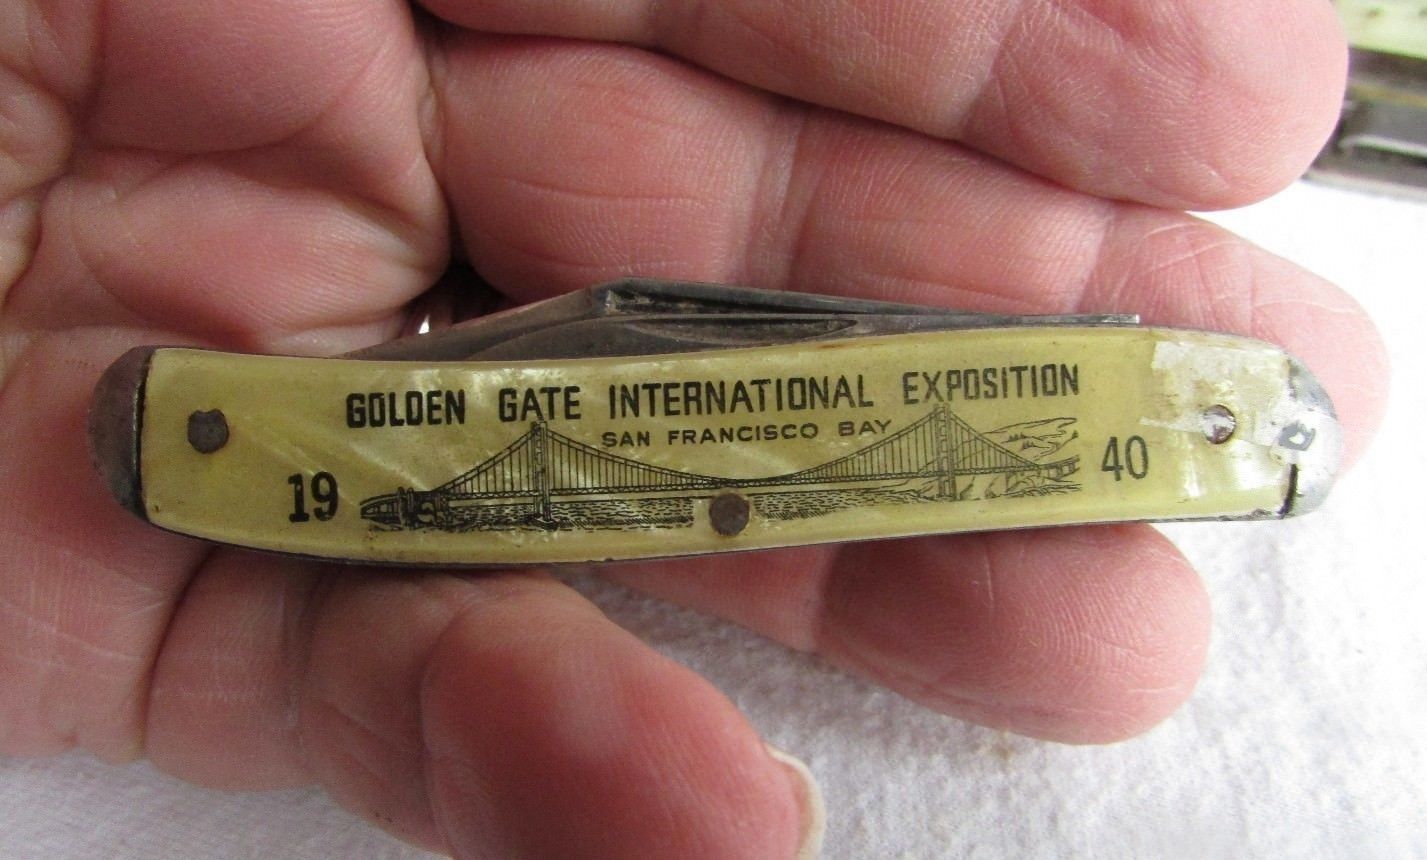 GOLDEN GATE INTERNATIONAL EXPOSITION
SAN FRANCISCO BAY
19 40